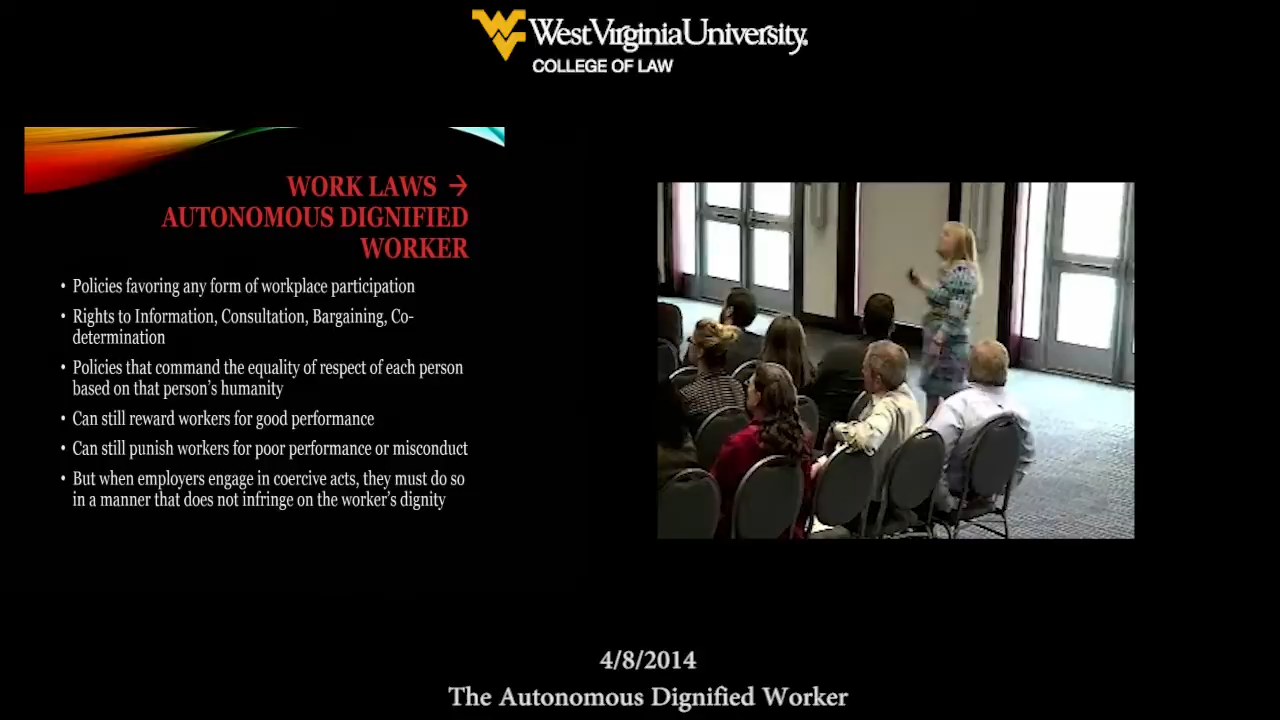 WestVirginiaUniversity.
COLLEGE OF LAW
WORK LAWS →
AUTONOMOUS DIGNIFIED
WORKER
• Policies favoring any form of workplace participation
• Rights to Information, Consultation, Bargaining, Co-
determination
• Policies that command the equality of respect of each person
based on that person's humanity
• Can still reward workers for good performance
• Can still punish workers for poor performance or misconduct
• But when employers engage in coercive acts, they must do so
in a manner that does not infringe on the worker's dignity
4/8/2014
The Autonomous Dignified Worker